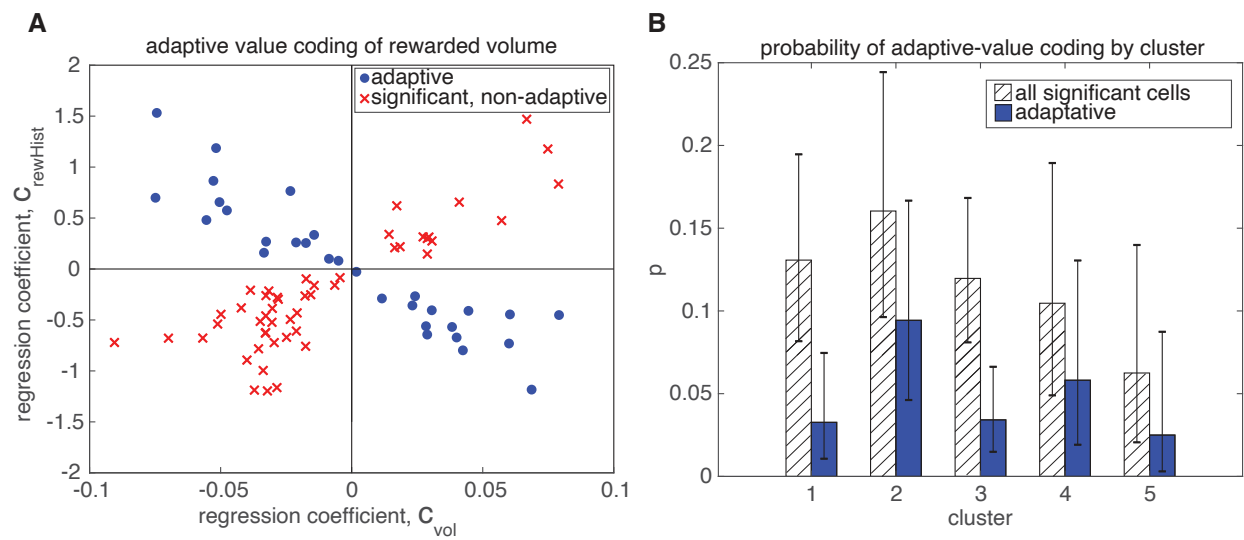 A
adaptive value coding of rewarded volume
2
1.5
1
0.5
0
-0.5
-1
-1.5
-2
regression coefficient, C_rewHist
adaptive
significant, non-adaptive
-0.1
-0.05
0
0.05
0.1
regression coefficient, C_vol
B
probability of adaptive-value coding by cluster
0.25
0.2
0.15
0.1
0.05
0
p
all significant cells
adaptative
1
2
3
4
5
cluster